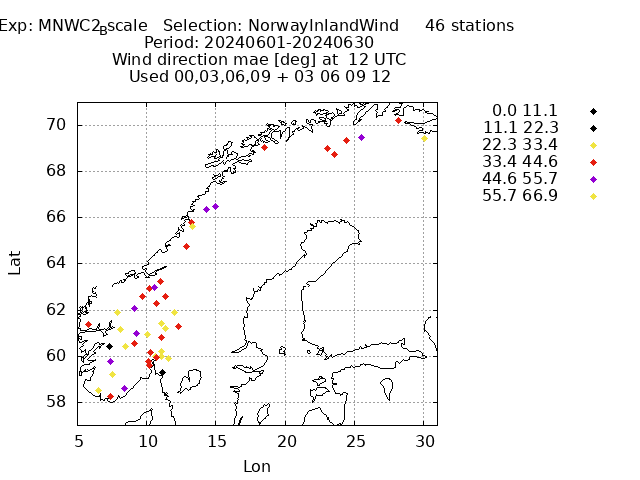 Exp: MNWC2_Bscale   Selection: NorwayInlandWind     46 stations
Period: 20240601-20240630
Wind direction mae [deg] at  12 UTC
Used 00,03,06,09 + 03 06 09 12
0.0 11.1
11.1 22.3
22.3 33.4
33.4 44.6
44.6 55.7
55.7 66.9
70
68
66
64
62
60
58
Lat
5 10 15 20 25 30
Lon